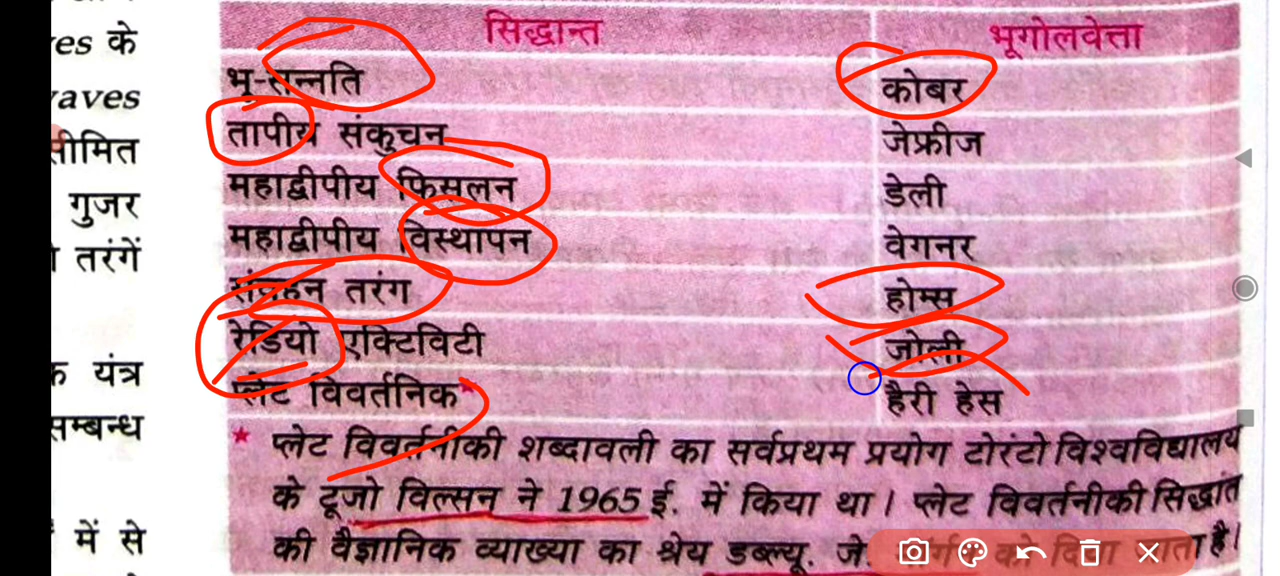 es के
waves
सीमित
गुजर
तरंगें
यंत्र
सम्बन्ध
में से
सिद्धान्त भूगोलवेत्ता
भू-सन्नति कोबर
तापीय संकुचन जेफ्रीज
महाद्वीपीय फिसलन डेली
महाद्वीपीय विस्थापन वेगनर
संवहन तरंग होम्स
रेडियो एक्टिविटी जोली
प्लेट विवर्तनिक* हैरी हेस
* प्लेट विवर्तनीकी शब्दावली का सर्वप्रथम प्रयोग टोरंटो विश्वविद्यालय
के टूजो विल्सन ने 1965 ई. में किया था। प्लेट विवर्तनीकी सिद्धांत
की वैज्ञानिक व्याख्या का श्रेय डब्ल्यू. जे. को दिया जाता है।